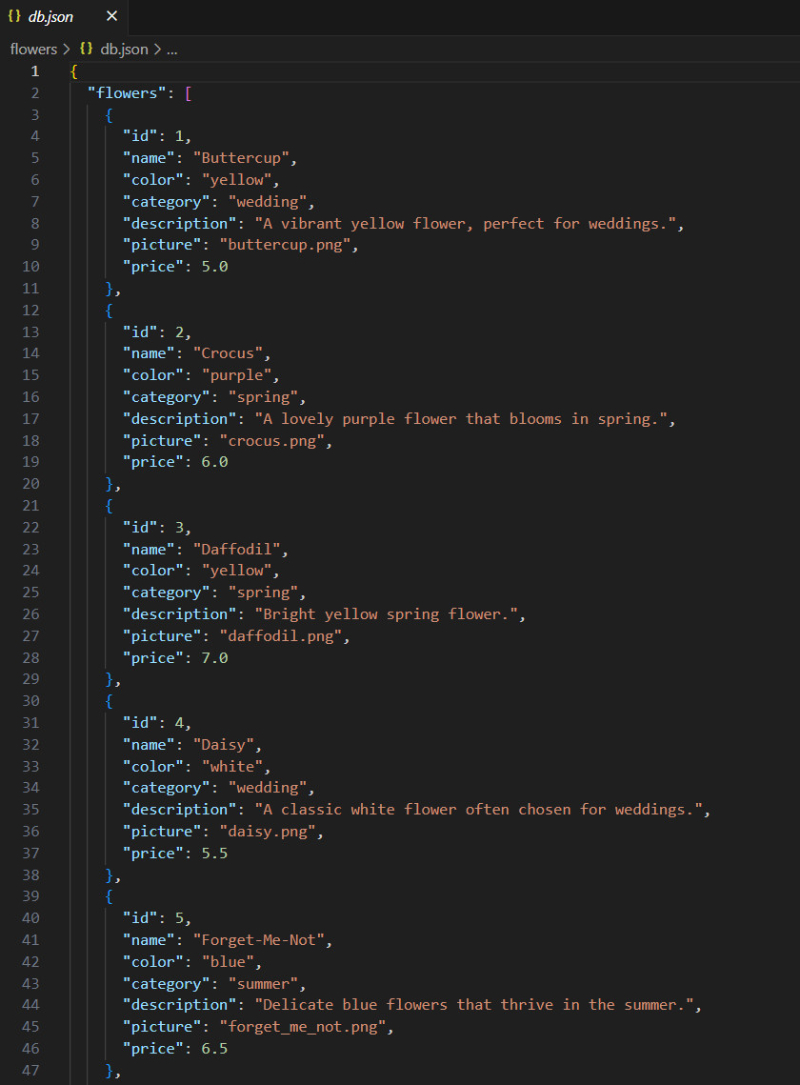 {} db.json ×
flowers > {} db.json > ...
1 {
2 "flowers": [
3 {
4 "id": 1,
5 "name": "Buttercup",
6 "color": "yellow",
7 "category": "wedding",
8 "description": "A vibrant yellow flower, perfect for weddings.",
9 "picture": "buttercup.png",
10 "price": 5.0
11 },
12 {
13 "id": 2,
14 "name": "Crocus",
15 "color": "purple",
16 "category": "spring",
17 "description": "A lovely purple flower that blooms in spring.",
18 "picture": "crocus.png",
19 "price": 6.0
20 },
21 {
22 "id": 3,
23 "name": "Daffodil",
24 "color": "yellow",
25 "category": "spring",
26 "description": "Bright yellow spring flower.",
27 "picture": "daffodil.png",
28 "price": 7.0
29 },
30 {
31 "id": 4,
32 "name": "Daisy",
33 "color": "white",
34 "category": "wedding",
35 "description": "A classic white flower often chosen for weddings.",
36 "picture": "daisy.png",
37 "price": 5.5
38 },
39 {
40 "id": 5,
41 "name": "Forget-Me-Not",
42 "color": "blue",
43 "category": "summer",
44 "description": "Delicate blue flowers that thrive in the summer.",
45 "picture": "forget_me_not.png",
46 "price": 6.5
47 },